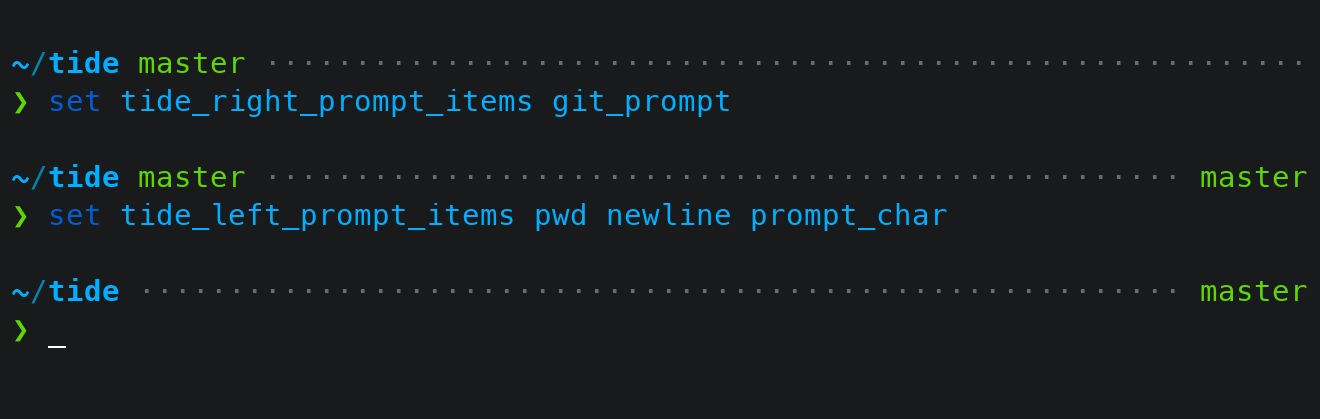 ~/tide master ··························································
❯ set tide_right_prompt_items git_prompt
~/tide master ··················································· master
❯ set tide_left_prompt_items pwd newline prompt_char
~/tide ·························································· master
❯ _